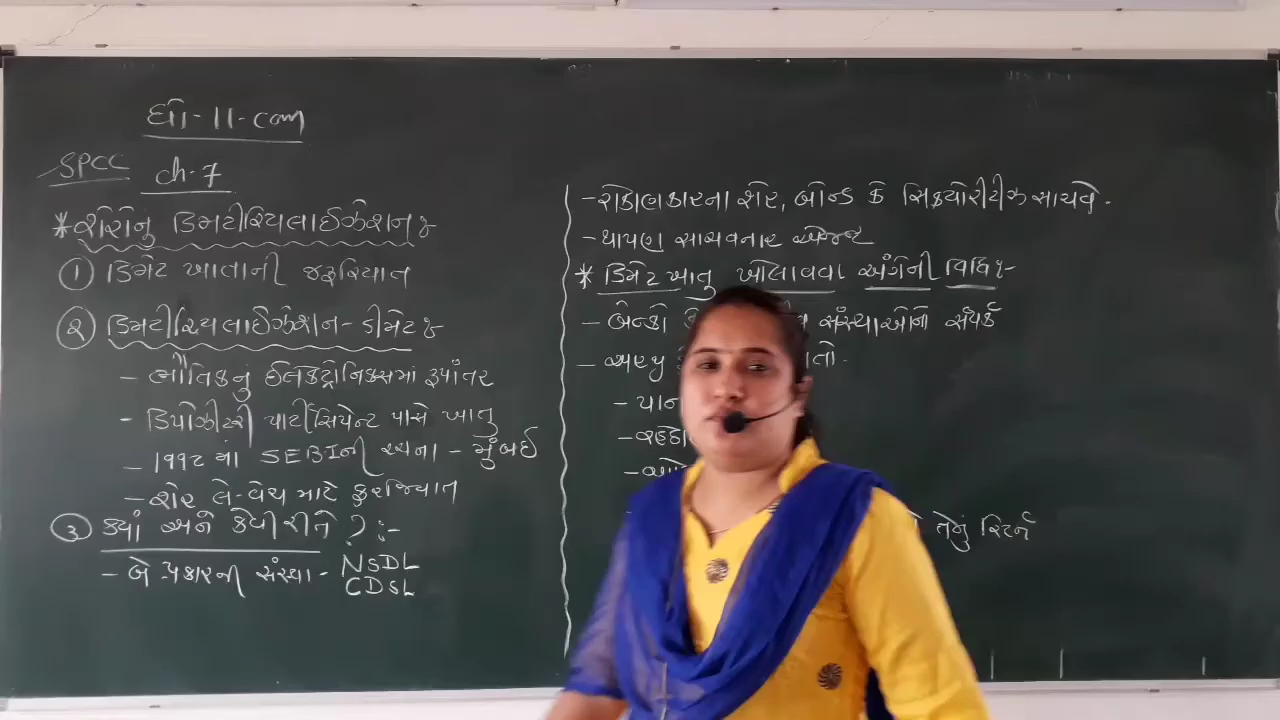 ધો-11-com
SPCC ch-7
* શેરોનું ડિમટીરિયલાઈઝેશન :-
① ડિમેટ ખાતાની જરૂરિયાત
② ડિમટીરિયલાઈઝેશન - ડીમેટ :-
- ભૌતિકનું ઈલેક્ટ્રોનિક્સમાં રૂપાંતર
- ડિપોઝીટરી પાર્ટીસિપેન્ટ પાસે ખાતુ
- ૧૯૯૨ માં SEBIની રચના - મુંબઈ
- શેર લે-વેચ માટે ફરજિયાત
③ ક્યાં અને કેવી રીતે ? :-
- બે પ્રકારની સંસ્થા - NSDL
CDSL
- રોકાણકારના શેર, બોન્ડ કે સિક્યોરીટીઝ સાચવે.
- થાપણ સાચવનાર એજન્ટ
* ડિમેટ ખાતુ ખોલાવવા અંગેની વિધિ :-
- બેન્કો સંસ્થાઓનો સંપર્ક
-
- પાન
-
-
તેનું રિટર્ન